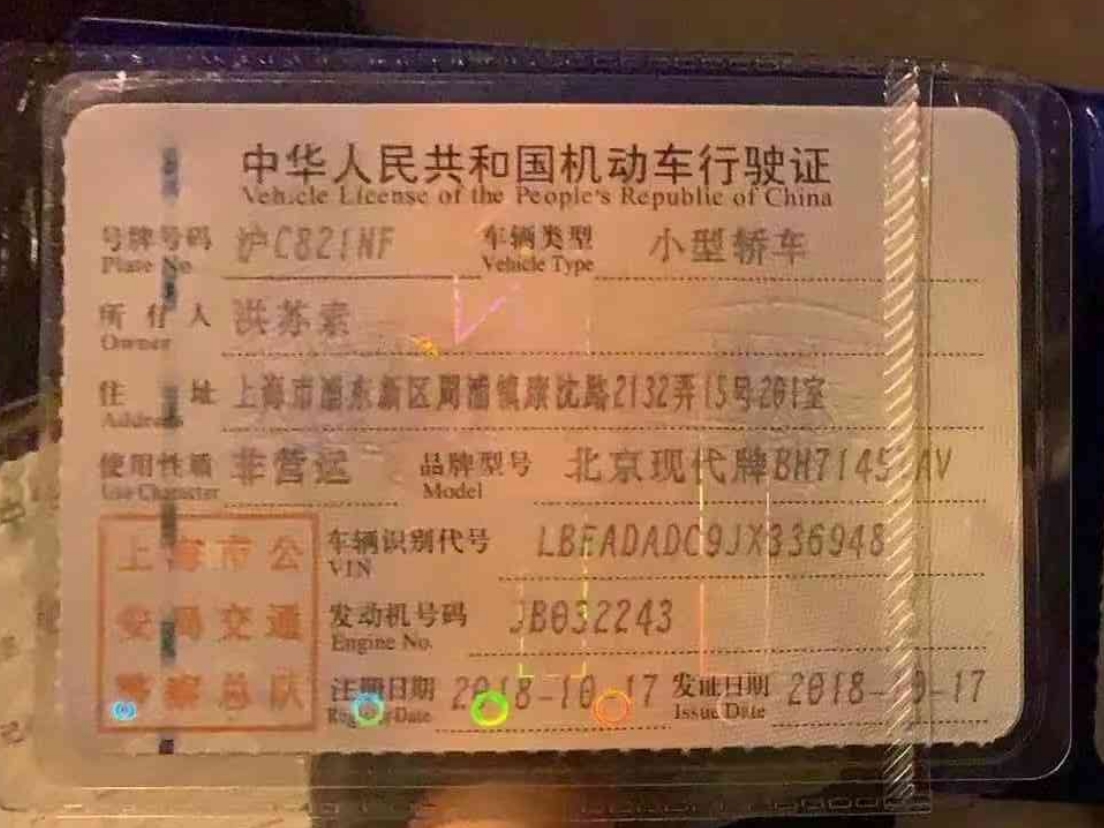 中华人民共和国机动车行驶证
Vehicle License of the People's Republic of China
号牌号码 沪C821NF 车辆类型 小型轿车
Plate No. Vehicle Type
所有人 洪苏索
Owner
住址 上海市浦东新区周浦镇康沈路2132弄15号201室
Address
使用性质 非营运 品牌型号 北京现代牌BH7145
Use Character Model
车辆识别代号 LBEADADC9JX336948
VIN
上海市公
安局交通
警察总队
发动机号码 JB032243
Engine No.
注册日期 2018-10-17 发证日期 2018-10-17
Register Date Issue Date